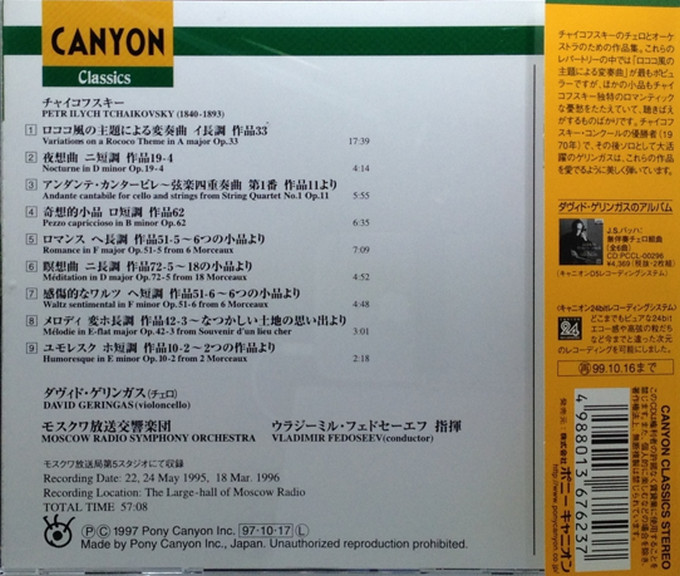 CANYON
Classics
チャイコフスキー
PETR ILYCH TCHAIKOVSKY (1840-1893)
1 ロココ風の主題による変奏曲 イ長調 作品33
Variations on a Rococo Theme in A major Op.33 17:39
2 夜想曲 ニ短調 作品19-4
Nocturne in D minor Op.19-4 4:14
3 アンダンテ・カンタービレ～弦楽四重奏曲 第1番 作品11より
Andante cantabile for cello and strings from String Quartet No.1 Op.11 5:55
4 奇想的小品 ロ短調 作品62
Pezzo capriccioso in B minor Op.62 6:35
5 ロマンス ヘ長調 作品51-5～6つの小品より
Romance in F major Op.51-5 from 6 Morceaux 7:09
6 瞑想曲 ニ長調 作品72-5～18の小品より
Méditation in D major Op.72-5 from 18 Morceaux 4:52
7 感傷的なワルツ ヘ短調 作品51-6～6つの小品より
Waltz sentimental in F minor Op.51-6 from 6 Morceaux 4:48
8 メロディ 変ホ長調 作品42-3～なつかしい土地の思い出より
Mélodie in E-flat major Op.42-3 from Souvenir d'un lieu cher 3:01
9 ユモレスク ホ短調 作品10-2～2つの作品より
Humoresque in E minor Op.10-2 from 2 Morceaux 2:18
ダヴィド・ゲリンガス(チェロ)
DAVID GERINGAS(violoncello)
モスクワ放送交響楽団 ウラジーミル・フェドセーエフ 指揮
MOSCOW RADIO SYMPHONY ORCHESTRA VLADIMIR FEDOSEEV(conductor)
モスクワ放送局第5スタジオにて収録
Recording Date: 22, 24 May 1995, 18 Mar. 1996
Recording Location: The Large-hall of Moscow Radio
TOTAL TIME 57:08
Ⓟ Ⓒ 1997 Pony Canyon Inc. 97-10-17 Ⓛ
Made by Pony Canyon Inc., Japan. Unauthorized reproduction prohibited.
チャイコフスキーのチェロとオーケ
ストラのための作品集。これらの
レパートリーの中では「ロココ風の
主題による変奏曲」が最もポピュ
ラーですが、ほかの小品もチャイ
コフスキー独特のロマンティック
な憂愁をたたえていて、聴きばえ
がするものばかりです。チャイコフ
スキー・コンクールの優勝者(19
70年)で、その後ソロとして大活
躍のゲリンガスは、これらの作品
を愛でるように美しく弾いています。
ダヴィド・ゲリンガスのアルバム
J.S.バッハ:
無伴奏チェロ組曲
(全6曲)
CD:PCCL-00296
¥4,369(税抜・2枚組)
(キャニオンDSレコーディングシステム)
<キャニオン24bitレコーディングシステム>
どこまでもピュアな24bit
エコー感や高弦の粒だち
など今までと違った次元
のレコーディングを可能にしました。
24
再 99.10.16まで
CANYON CLASSICS STEREO
4 988013 676237
発売元:株式会社ポニーキャニオン
http://www.ponycanyon.co.jp/